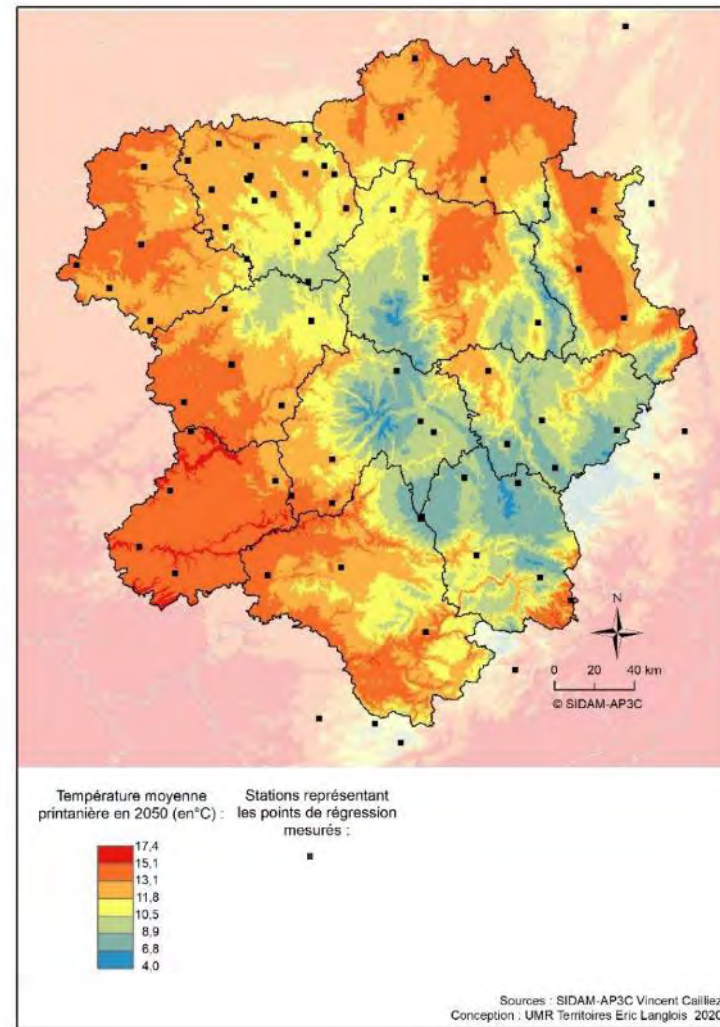 N
0 20 40 km
© SIDAM-AP3C
Température moyenne
printanière en 2050 (en°C) :
Stations représentant
les points de régression
mesurés :
17,4
15,1
13,1
11,8
10,5
8,9
6,8
4,0
Sources : SIDAM-AP3C Vincent Cailliez
Conception : UMR Territoires Eric Langlois 2020